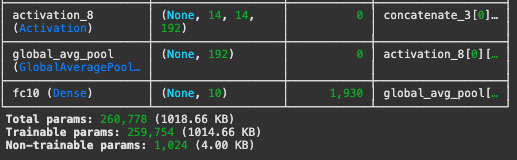 activation_8 (None, 14, 14, 0 concatenate_3[0]…
(Activation) 192)
global_avg_pool (None, 192) 0 activation_8[0][…
(GlobalAveragePool…
fc10 (Dense) (None, 10) 1,930 global_avg_pool[…
Total params: 260,778 (1018.66 KB)
Trainable params: 259,754 (1014.66 KB)
Non-trainable params: 1,024 (4.00 KB)